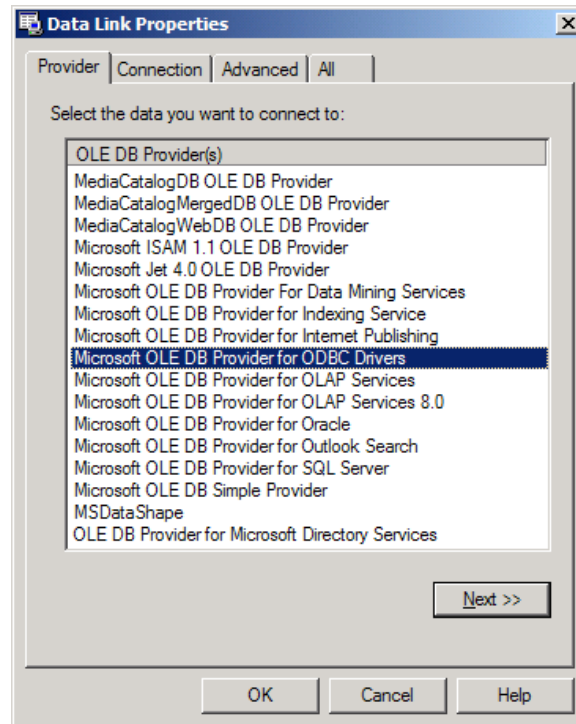 Data Link Properties
Provider Connection Advanced All
Select the data you want to connect to:
OLE DB Provider(s)
MediaCatalogDB OLE DB Provider
MediaCatalogMergedDB OLE DB Provider
MediaCatalogWebDB OLE DB Provider
Microsoft ISAM 1.1 OLE DB Provider
Microsoft Jet 4.0 OLE DB Provider
Microsoft OLE DB Provider For Data Mining Services
Microsoft OLE DB Provider for Indexing Service
Microsoft OLE DB Provider for Internet Publishing
Microsoft OLE DB Provider for ODBC Drivers
Microsoft OLE DB Provider for OLAP Services
Microsoft OLE DB Provider for OLAP Services 8.0
Microsoft OLE DB Provider for Oracle
Microsoft OLE DB Provider for Outlook Search
Microsoft OLE DB Provider for SQL Server
Microsoft OLE DB Simple Provider
MSDataShape
OLE DB Provider for Microsoft Directory Services
Next >>
OK Cancel Help